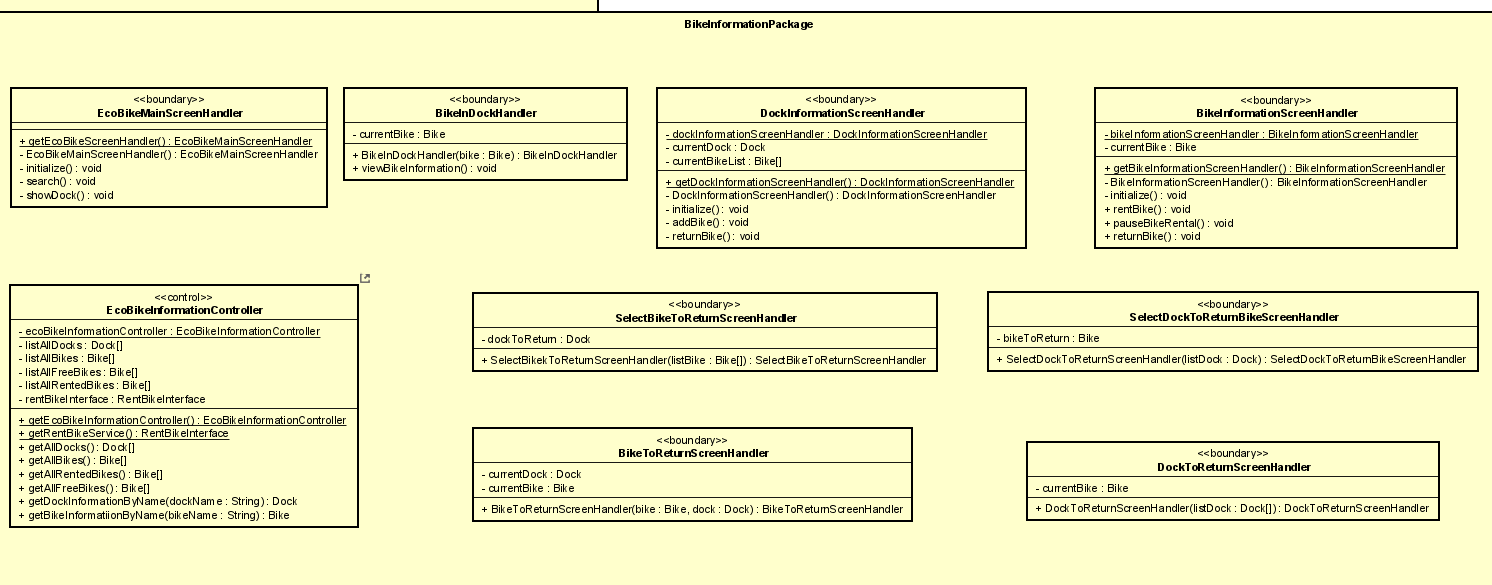 BikeInformationPackage
<<boundary>>
EcoBikeMainScreenHandler
+ getEcoBikeScreenHandler() : EcoBikeMainScreenHandler
- EcoBikeMainScreenHandler() : EcoBikeMainScreenHandler
- initialize() : void
- search() : void
- showDock() : void
<<boundary>>
BikeInDockHandler
- currentBike : Bike
+ BikeInDockHandler(bike : Bike) : BikeInDockHandler
+ viewBikeInformation() : void
<<boundary>>
DockInformationScreenHandler
- dockInformationScreenHandler : DockInformationScreenHandler
- currentDock : Dock
- currentBikeList : Bike[]
+ getDockInformationScreenHandler() : DockInformationScreenHandler
- DockInformationScreenHandler() : DockInformationScreenHandler
- initialize() : void
- addBike() : void
- returnBike() : void
<<boundary>>
BikeInformationScreenHandler
- bikeInformationScreenHandler : BikeInformationScreenHandler
- currentBike : Bike
+ getBikeInformationScreenHandler() : BikeInformationScreenHandler
- BikeInformationScreenHandler() : BikeInformationScreenHandler
- initialize() : void
+ rentBike() : void
+ pauseBikeRental() : void
+ returnBike() : void
<<control>>
EcoBikeInformationController
- ecoBikeInformationController : EcoBikeInformationController
- listAllDocks : Dock[]
- listAllBikes : Bike[]
- listAllFreeBikes : Bike[]
- listAllRentedBikes : Bike[]
- rentBikeInterface : RentBikeInterface
+ getEcoBikeInformationController() : EcoBikeInformationController
+ getRentBikeService() : RentBikeInterface
+ getAllDocks() : Dock[]
+ getAllBikes() : Bike[]
+ getAllRentedBikes() : Bike[]
+ getAllFreeBikes() : Bike[]
+ getDockInformationByName(dockName : String) : Dock
+ getBikeInformatiionByName(bikeName : String) : Bike
<<boundary>>
SelectBikeToReturnScreenHandler
- dockToReturn : Dock
+ SelectBikekToReturnScreenHandler(listBike : Bike[]) : SelectBikeToReturnScreenHandler
<<boundary>>
SelectDockToReturnBikeScreenHandler
- bikeToReturn : Bike
+ SelectDockToReturnScreenHandler(listDock : Dock) : SelectDockToReturnBikeScreenHandler
<<boundary>>
BikeToReturnScreenHandler
- currentDock : Dock
- currentBike : Bike
+ BikeToReturnScreenHandler(bike : Bike, dock : Dock) : BikeToReturnScreenHandler
<<boundary>>
DockToReturnScreenHandler
- currentBike : Bike
+ DockToReturnScreenHandler(listDock : Dock[]) : DockToReturnScreenHandler